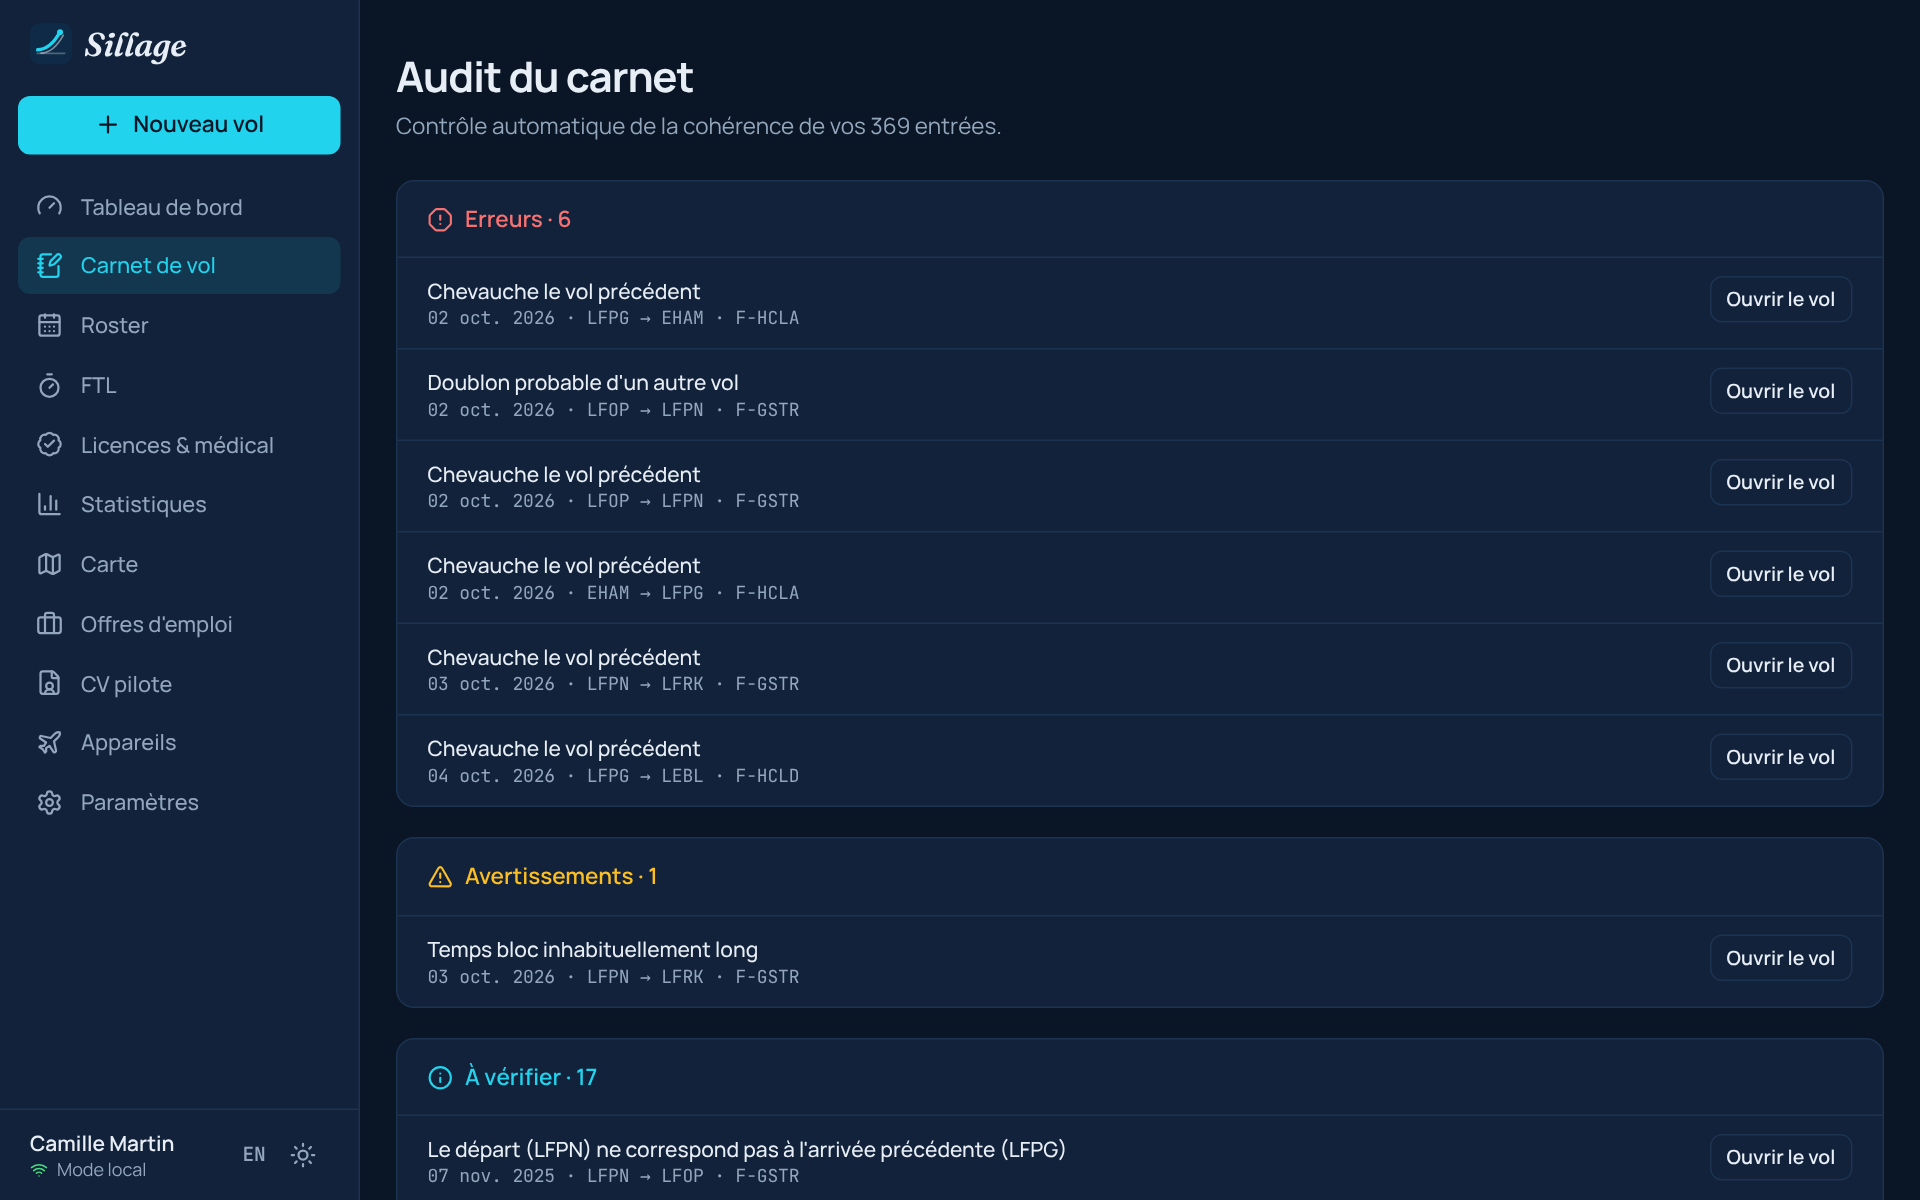 Sillage
Nouveau vol
Tableau de bord
Carnet de vol
Roster
FTL
Licences & médical
Statistiques
Carte
Offres d'emploi
CV pilote
Appareils
Paramètres
Camille Martin
Mode local
EN
Audit du carnet
Contrôle automatique de la cohérence de vos 369 entrées.
Erreurs · 6
Chevauche le vol précédent
02 oct. 2026 · LFPG → EHAM · F-HCLA
Ouvrir le vol
Doublon probable d'un autre vol
02 oct. 2026 · LFOP → LFPN · F-GSTR
Ouvrir le vol
Chevauche le vol précédent
02 oct. 2026 · LFOP → LFPN · F-GSTR
Ouvrir le vol
Chevauche le vol précédent
02 oct. 2026 · EHAM → LFPG · F-HCLA
Ouvrir le vol
Chevauche le vol précédent
03 oct. 2026 · LFPN → LFRK · F-GSTR
Ouvrir le vol
Chevauche le vol précédent
04 oct. 2026 · LFPG → LEBL · F-HCLD
Ouvrir le vol
Avertissements · 1
Temps bloc inhabituellement long
03 oct. 2026 · LFPN → LFRK · F-GSTR
Ouvrir le vol
À vérifier · 17
Le départ (LFPN) ne correspond pas à l'arrivée précédente (LFPG)
07 nov. 2025 · LFPN → LFOP · F-GSTR
Ouvrir le vol